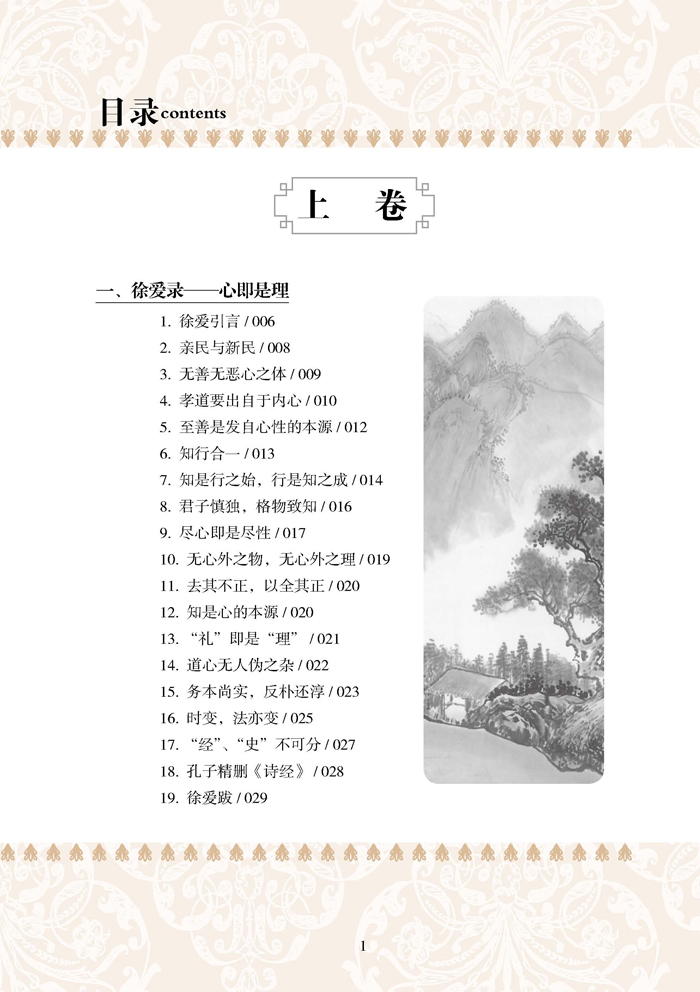 目录contents
上 卷
一、徐爱录——心即是理
1. 徐爱引言 / 006
2. 亲民与新民 / 008
3. 无善无恶心之体 / 009
4. 孝道要出自于内心 / 010
5. 至善是发自心性的本源 / 012
6. 知行合一 / 013
7. 知是行之始，行是知之成 / 014
8. 君子慎独，格物致知 / 016
9. 尽心即是尽性 / 017
10. 无心外之物，无心外之理 / 019
11. 去其不正，以全其正 / 020
12. 知是心的本源 / 020
13. “礼”即是“理” / 021
14. 道心无人伪之杂 / 022
15. 务本尚实，反朴还淳 / 023
16. 时变，法亦变 / 025
17. “经”、“史”不可分 / 027
18. 孔子精删《诗经》 / 028
19. 徐爱跋 / 029
1